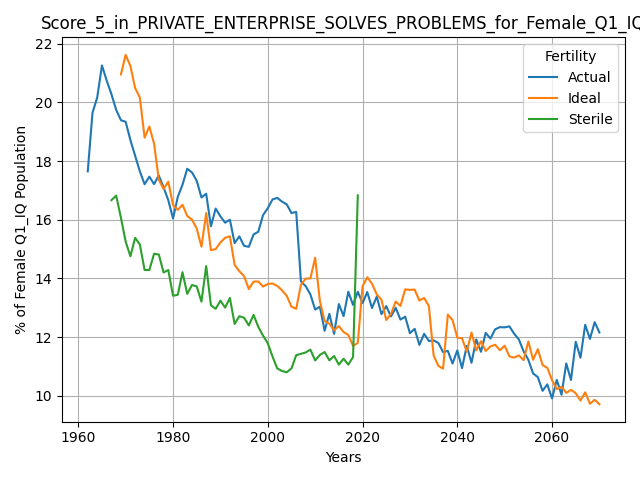 Score_5_in_PRIVATE_ENTERPRISE_SOLVES_PROBLEMS_for_Female_Q1_IQ
Fertility
Actual
Ideal
Sterile
% of Female Q1_IQ Population
22
20
18
16
14
12
10
1960
1980
2000
2020
2040
2060
Years